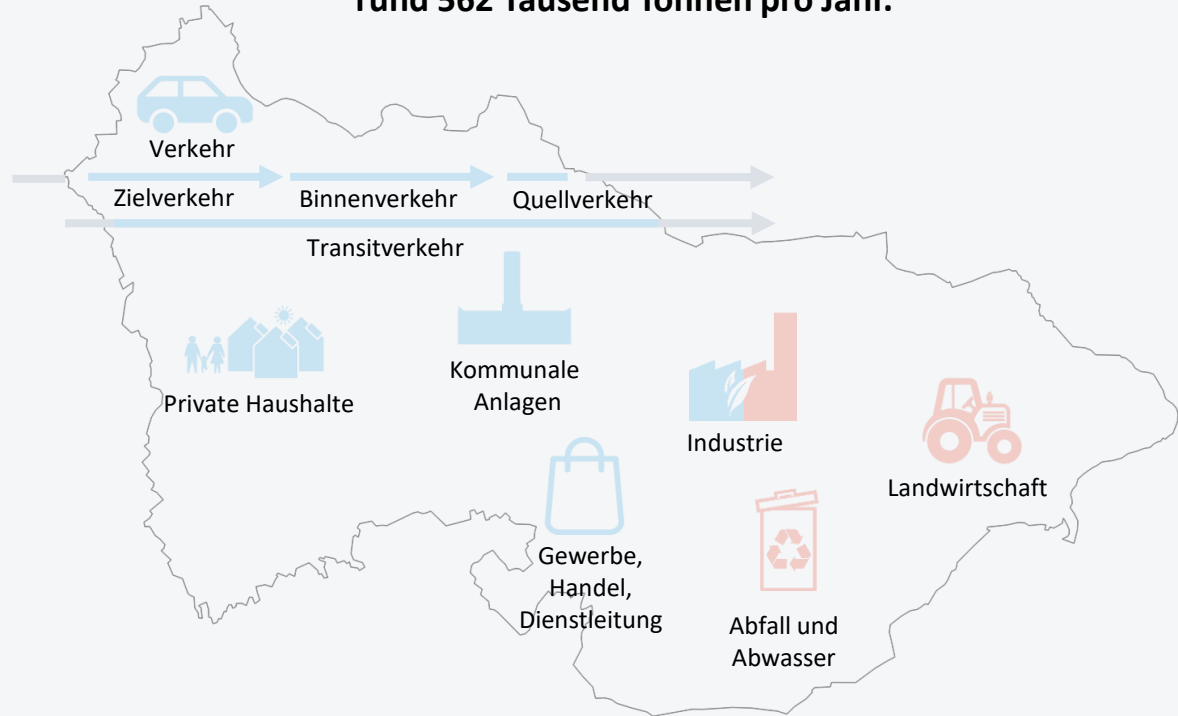 rund 562 Tausend Tonnen pro Jahr.
Verkehr
Zielverkehr
Binnenverkehr
Quellverkehr
Transitverkehr
Private Haushalte
Kommunale
Anlagen
Industrie
Landwirtschaft
Gewerbe,
Handel,
Dienstleitung
Abfall und
Abwasser